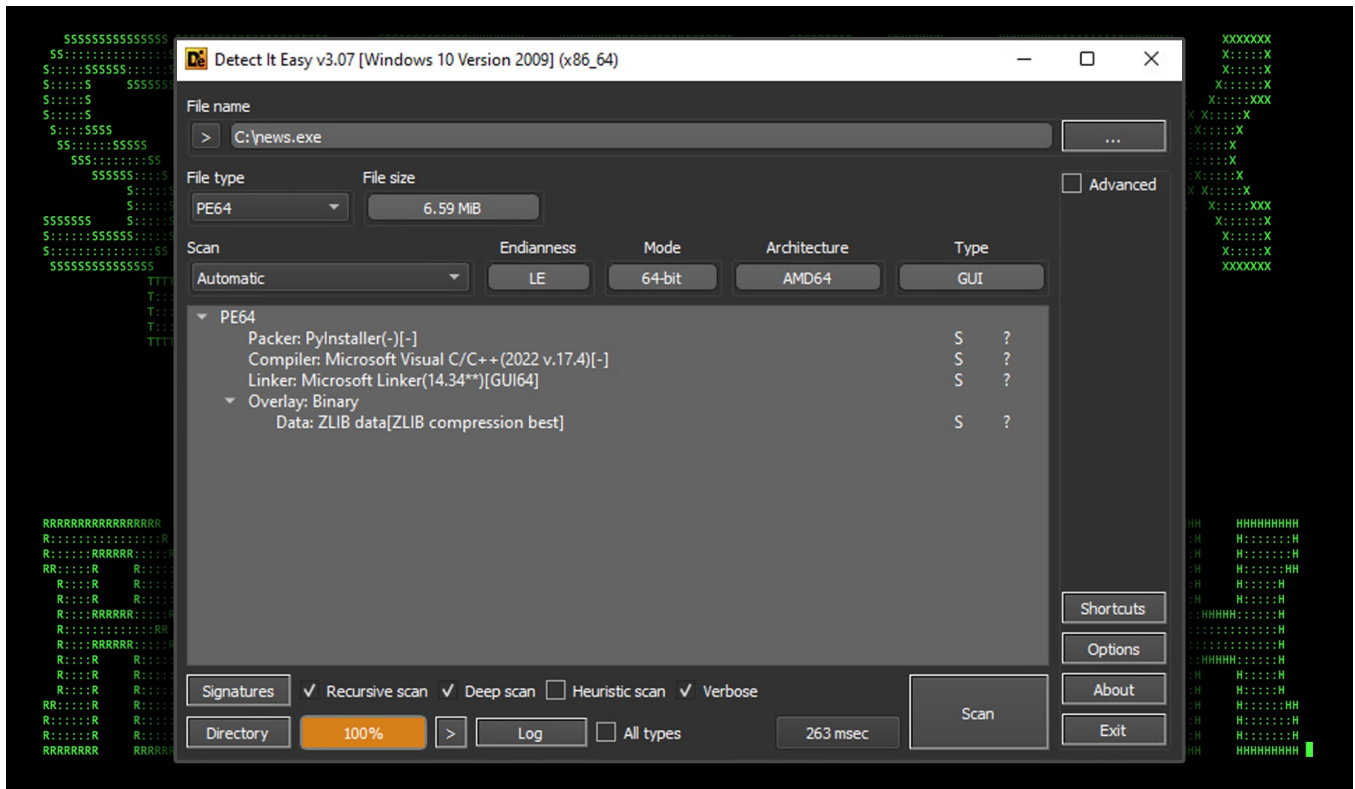 Detect It Easy v3.07 [Windows 10 Version 2009] (x86_64)
File name
> C:\news.exe ...
File type File size Advanced
PE64 6.59 MiB
Scan Endianness Mode Architecture Type
Automatic LE 64-bit AMD64 GUI
PE64
Packer: PyInstaller(-)[-] S ?
Compiler: Microsoft Visual C/C++(2022 v.17.4)[-] S ?
Linker: Microsoft Linker(14.34**)[GUI64] S ?
Overlay: Binary
Data: ZLIB data[ZLIB compression best] S ?
Shortcuts
Options
Signatures Recursive scan Deep scan Heuristic scan Verbose Scan About
Directory 100% > Log All types 263 msec Exit